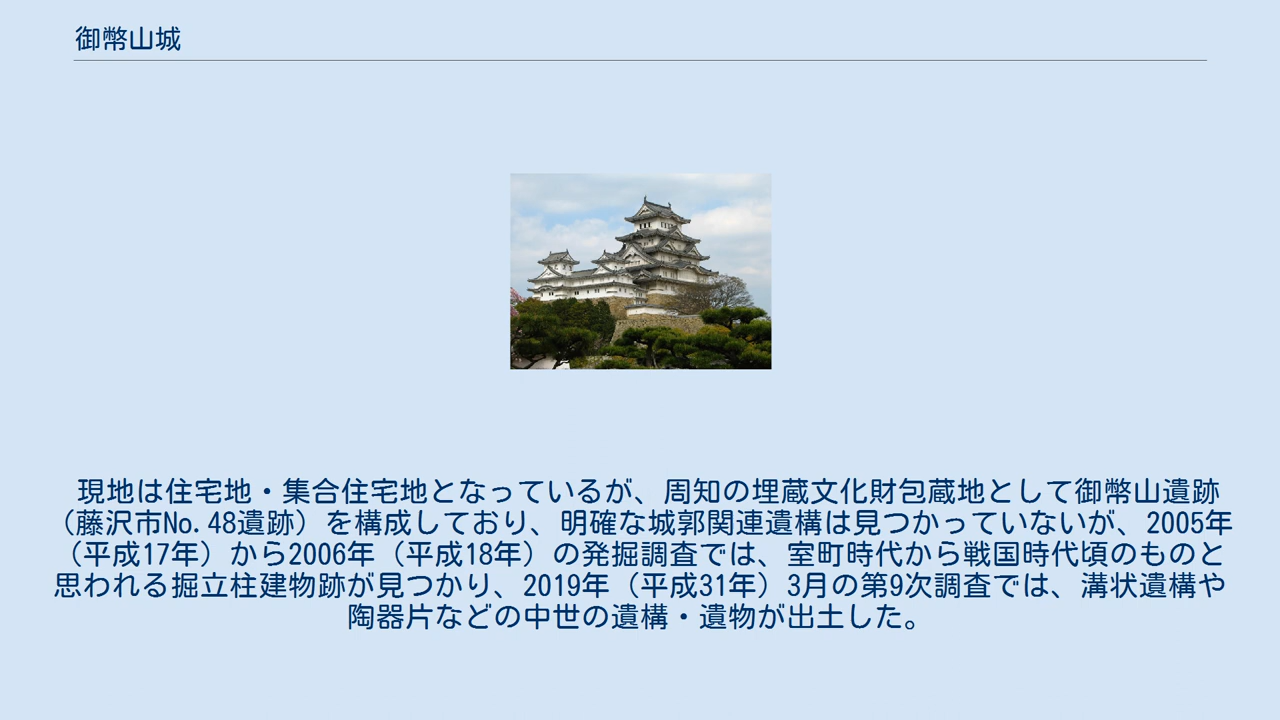 御幣山城
現地は住宅地・集合住宅地となっているが、周知の埋蔵文化財包蔵地として御幣山遺跡
（藤沢市No.48遺跡）を構成しており、明確な城郭関連遺構は見つかっていないが、2005年
（平成17年）から2006年（平成18年）の発掘調査では、室町時代から戦国時代頃のものと
思われる掘立柱建物跡が見つかり、2019年（平成31年）3月の第9次調査では、溝状遺構や
陶器片などの中世の遺構・遺物が出土した。